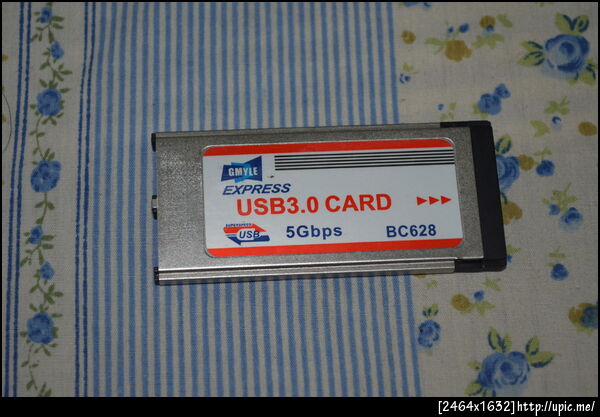 GMYLE
EXPRESS
USB3.0 CARD
SUPERSPEED
USB
5Gbps BC628
[2464x1632]http://upic.me/